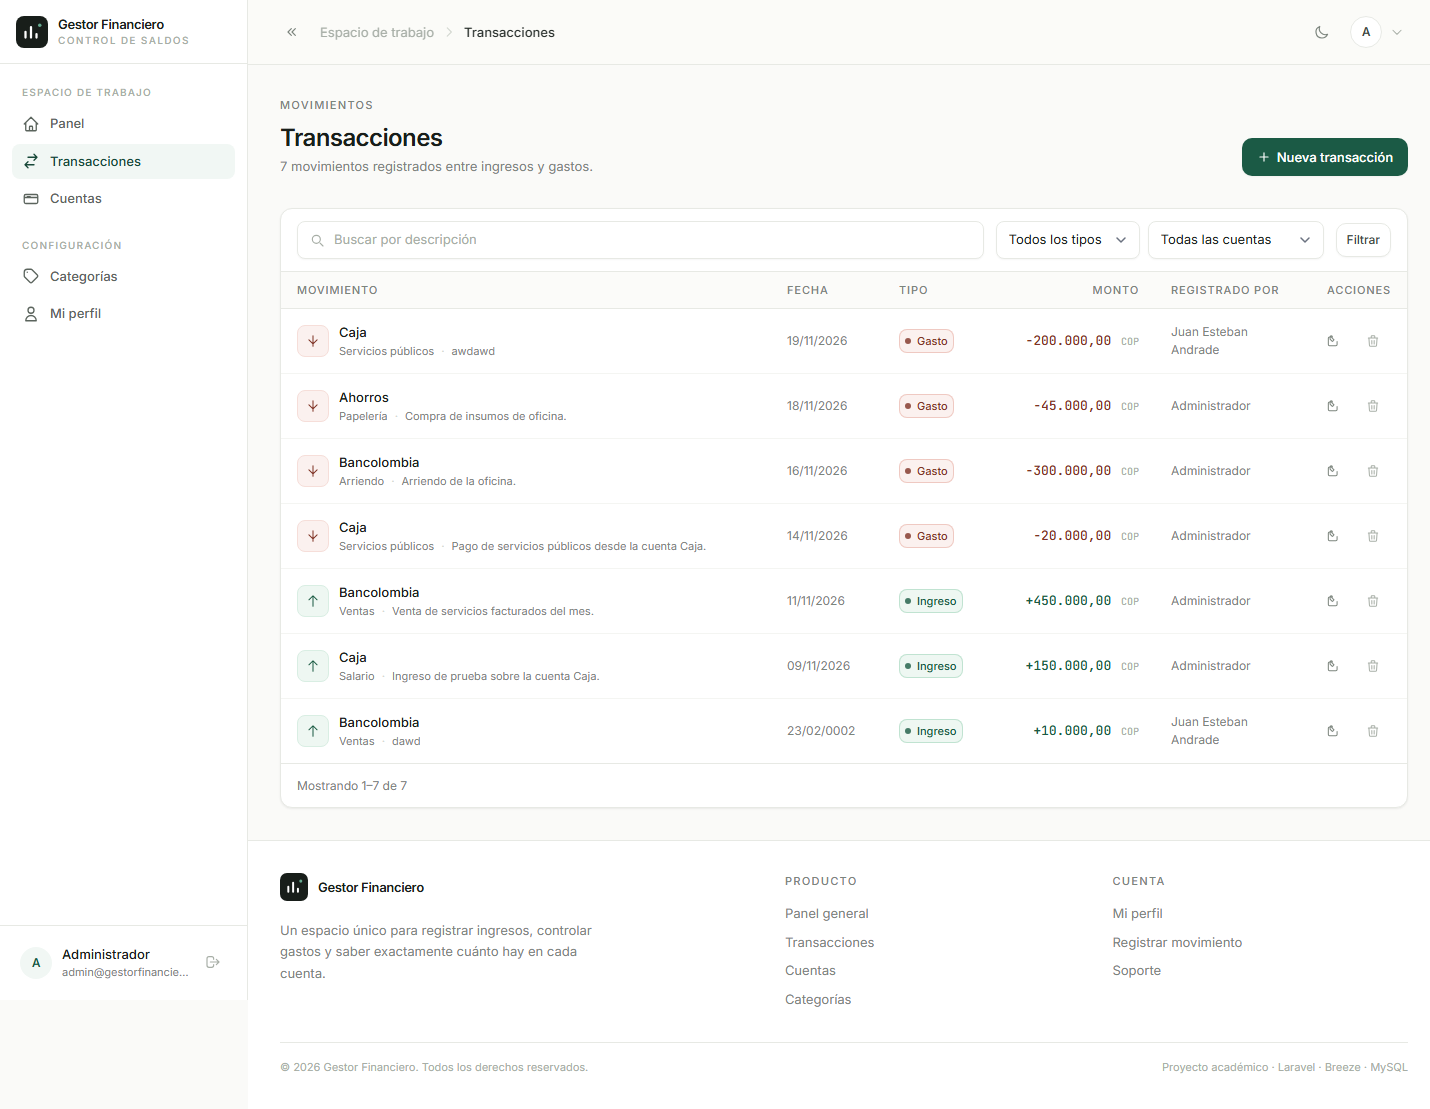 Gestor Financiero
CONTROL DE SALDOS
ESPACIO DE TRABAJO
Panel
Transacciones
Cuentas
CONFIGURACIÓN
Categorías
Mi perfil
A
Administrador
admin@gestorfinancie...
Espacio de trabajo
Transacciones
A
MOVIMIENTOS
Transacciones
7 movimientos registrados entre ingresos y gastos.
Nueva transacción
Buscar por descripción
Todos los tipos
Todas las cuentas
Filtrar
MOVIMIENTO FECHA TIPO MONTO REGISTRADO POR ACCIONES
Caja
Servicios públicos · awdawd
19/11/2026
Gasto
-200.000,00 COP
Juan Esteban
Andrade
Ahorros
Papelería · Compra de insumos de oficina.
18/11/2026
Gasto
-45.000,00 COP
Administrador
Bancolombia
Arriendo · Arriendo de la oficina.
16/11/2026
Gasto
-300.000,00 COP
Administrador
Caja
Servicios públicos · Pago de servicios públicos desde la cuenta Caja.
14/11/2026
Gasto
-20.000,00 COP
Administrador
Bancolombia
Ventas · Venta de servicios facturados del mes.
11/11/2026
Ingreso
+450.000,00 COP
Administrador
Caja
Salario · Ingreso de prueba sobre la cuenta Caja.
09/11/2026
Ingreso
+150.000,00 COP
Administrador
Bancolombia
Ventas · dawd
23/02/0002
Ingreso
+10.000,00 COP
Juan Esteban
Andrade
Mostrando 1–7 de 7
Gestor Financiero
Un espacio único para registrar ingresos, controlar
gastos y saber exactamente cuánto hay en cada
cuenta.
PRODUCTO
Panel general
Transacciones
Cuentas
Categorías
CUENTA
Mi perfil
Registrar movimiento
Soporte
© 2026 Gestor Financiero. Todos los derechos reservados.
Proyecto académico · Laravel · Breeze · MySQL